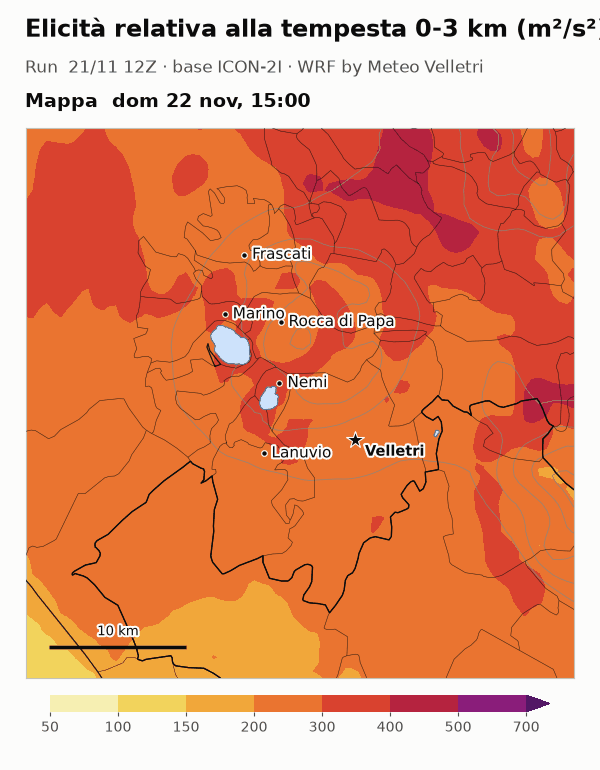 Elicità relativa alla tempesta 0-3 km (m²/s²)
Run  21/11 12Z · base ICON-2I · WRF by Meteo Velletri
Mappa  dom 22 nov, 15:00
Frascati
Marino
Rocca di Papa
Nemi
Velletri
Lanuvio
10 km
50 100 150 200 300 400 500 700